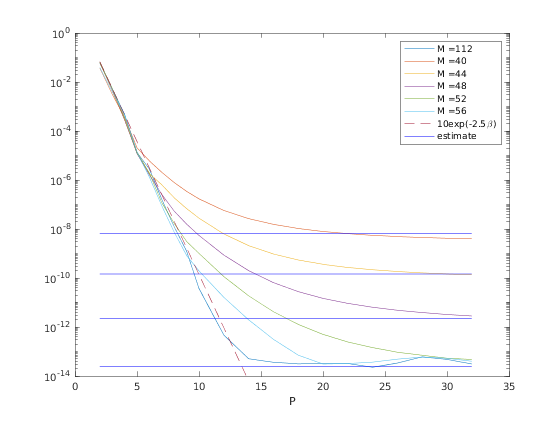 10^0
10^-2
10^-4
10^-6
10^-8
10^-10
10^-12
10^-14
0 5 10 15 20 25 30 35
P
M =112
M =40
M =44
M =48
M =52
M =56
10exp(-2.5β)
estimate